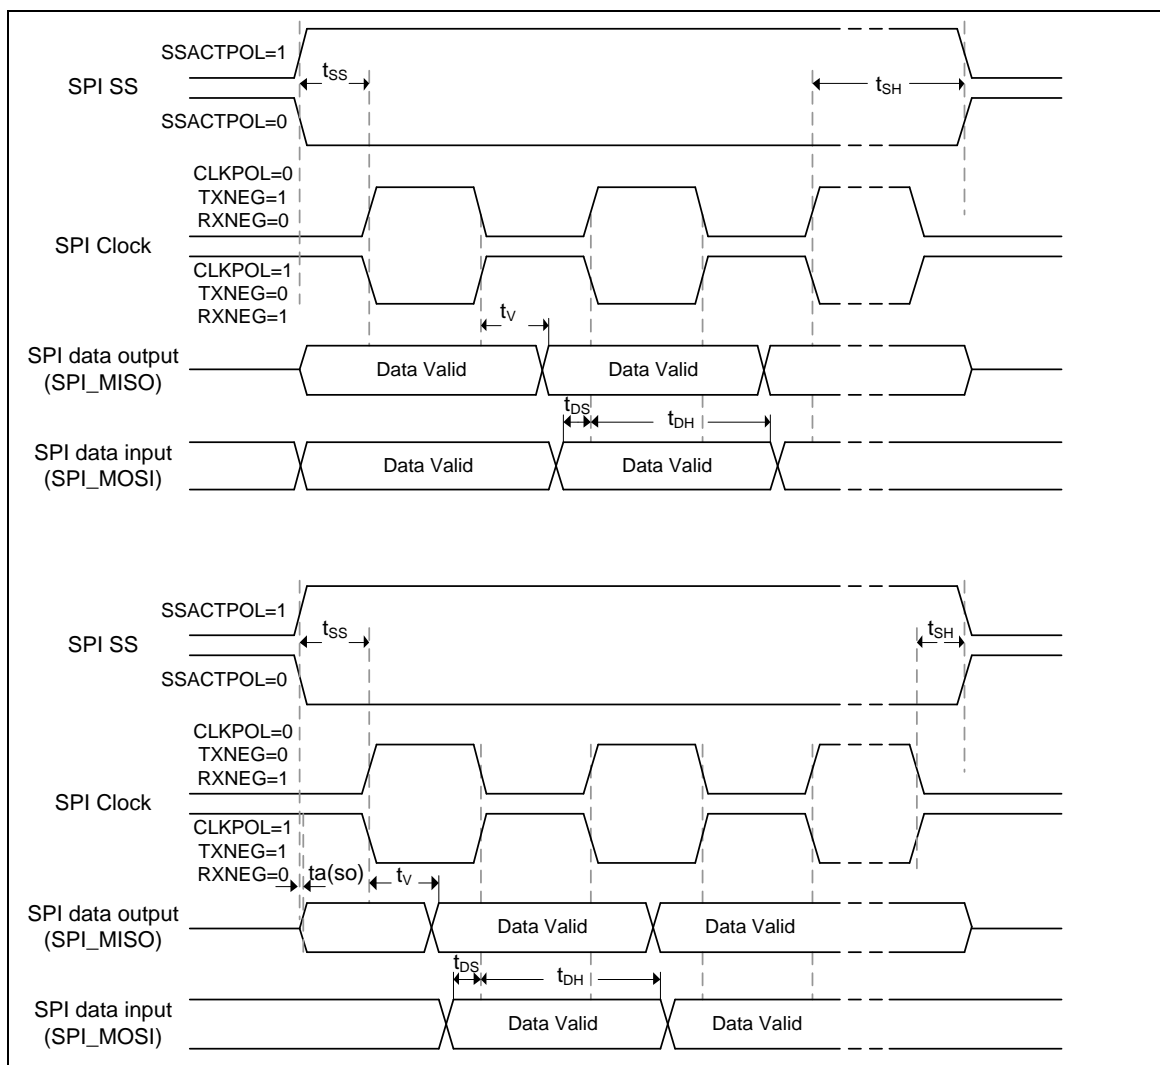 SSACTPOL=1
tSS
tSH
SPI SS
SSACTPOL=0
CLKPOL=0
TXNEG=1
RXNEG=0
SPI Clock
CLKPOL=1
TXNEG=0
RXNEG=1
tV
SPI data output
(SPI_MISO)
Data Valid
Data Valid
tDS
tDH
SPI data input
(SPI_MOSI)
Data Valid
Data Valid
SSACTPOL=1
tSS
tSH
SPI SS
SSACTPOL=0
CLKPOL=0
TXNEG=0
RXNEG=1
SPI Clock
CLKPOL=1
TXNEG=1
RXNEG=0
ta(so)
tV
SPI data output
(SPI_MISO)
Data Valid
Data Valid
tDS
tDH
SPI data input
(SPI_MOSI)
Data Valid
Data Valid